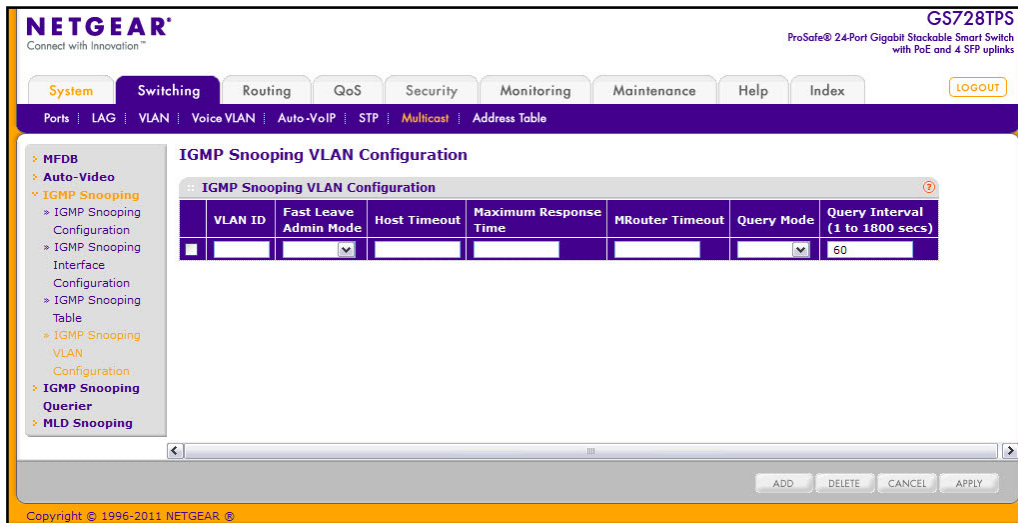 NETGEAR®
Connect with Innovation™
GS728TPS
ProSafe® 24-Port Gigabit Stackable Smart Switch
with PoE and 4 SFP uplinks
System Switching Routing QoS Security Monitoring Maintenance Help Index LOGOUT
Ports LAG VLAN Voice VLAN Auto-VoIP STP Multicast Address Table
MFDB
Auto-Video
IGMP Snooping
» IGMP Snooping
Configuration
» IGMP Snooping
Interface
Configuration
» IGMP Snooping
Table
» IGMP Snooping
VLAN
Configuration
IGMP Snooping
Querier
MLD Snooping
IGMP Snooping VLAN Configuration
IGMP Snooping VLAN Configuration ?
VLAN ID
Fast Leave
Admin Mode
Host Timeout
Maximum Response
Time
MRouter Timeout
Query Mode
Query Interval
(1 to 1800 secs)
60
ADD DELETE CANCEL APPLY
Copyright © 1996-2011 NETGEAR ®